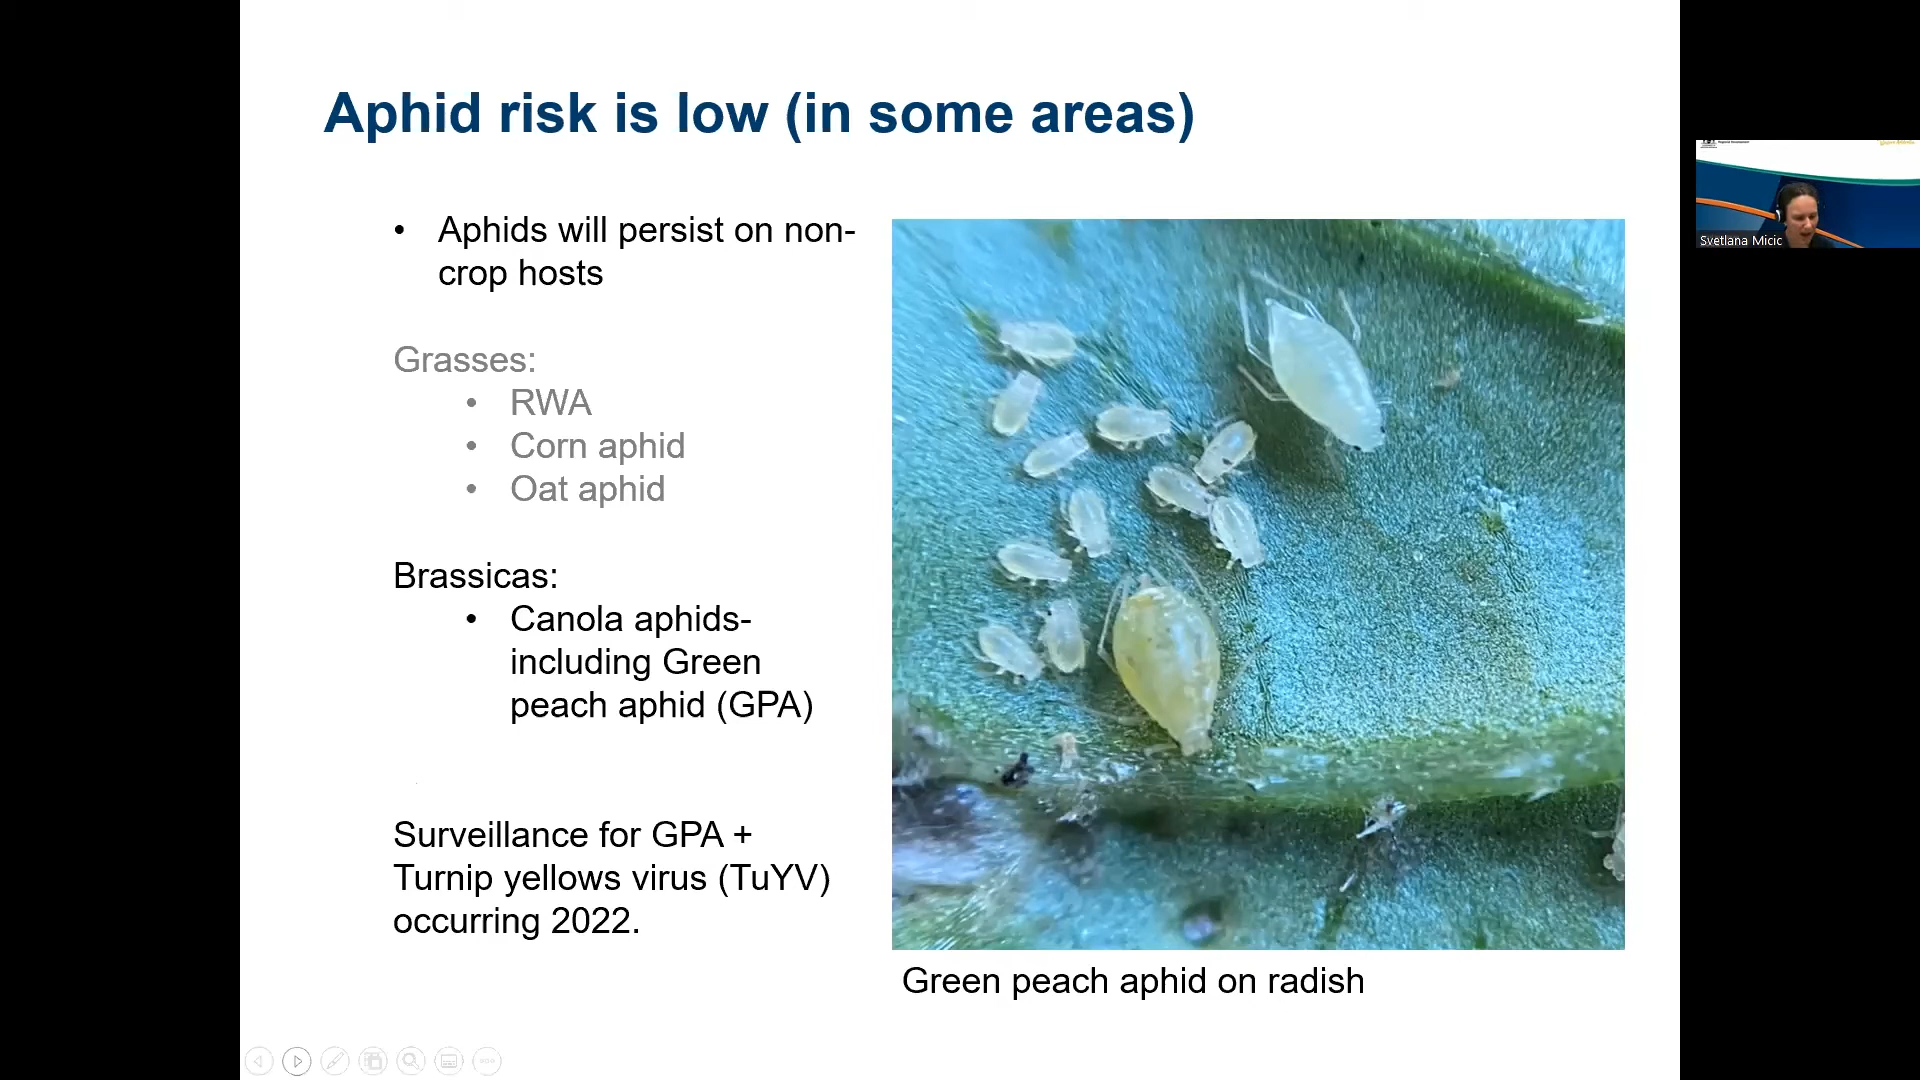 Aphid risk is low (in some areas)
• Aphids will persist on non-
crop hosts
Grasses:
• RWA
• Corn aphid
• Oat aphid
Brassicas:
• Canola aphids-
including Green
peach aphid (GPA)
Surveillance for GPA +
Turnip yellows virus (TuYV)
occurring 2022.
Green peach aphid on radish
Svetlana Micic